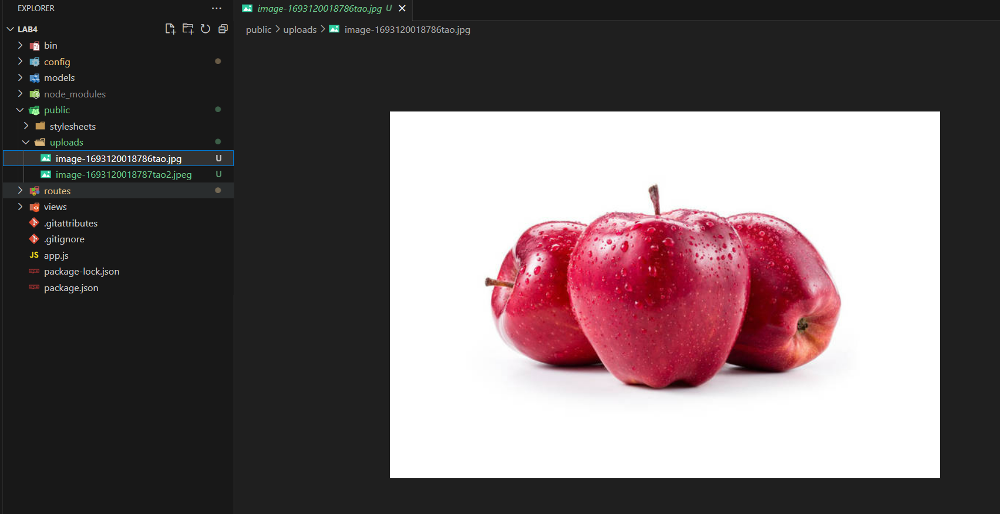 EXPLORER
LAB4
bin
config
models
node_modules
public
stylesheets
uploads
image-1693120018786tao.jpg U
image-1693120018787tao2.jpeg U
routes
views
.gitattributes
.gitignore
JS app.js
package-lock.json
package.json
image-1693120018786tao.jpg U
public > uploads > image-1693120018786tao.jpg